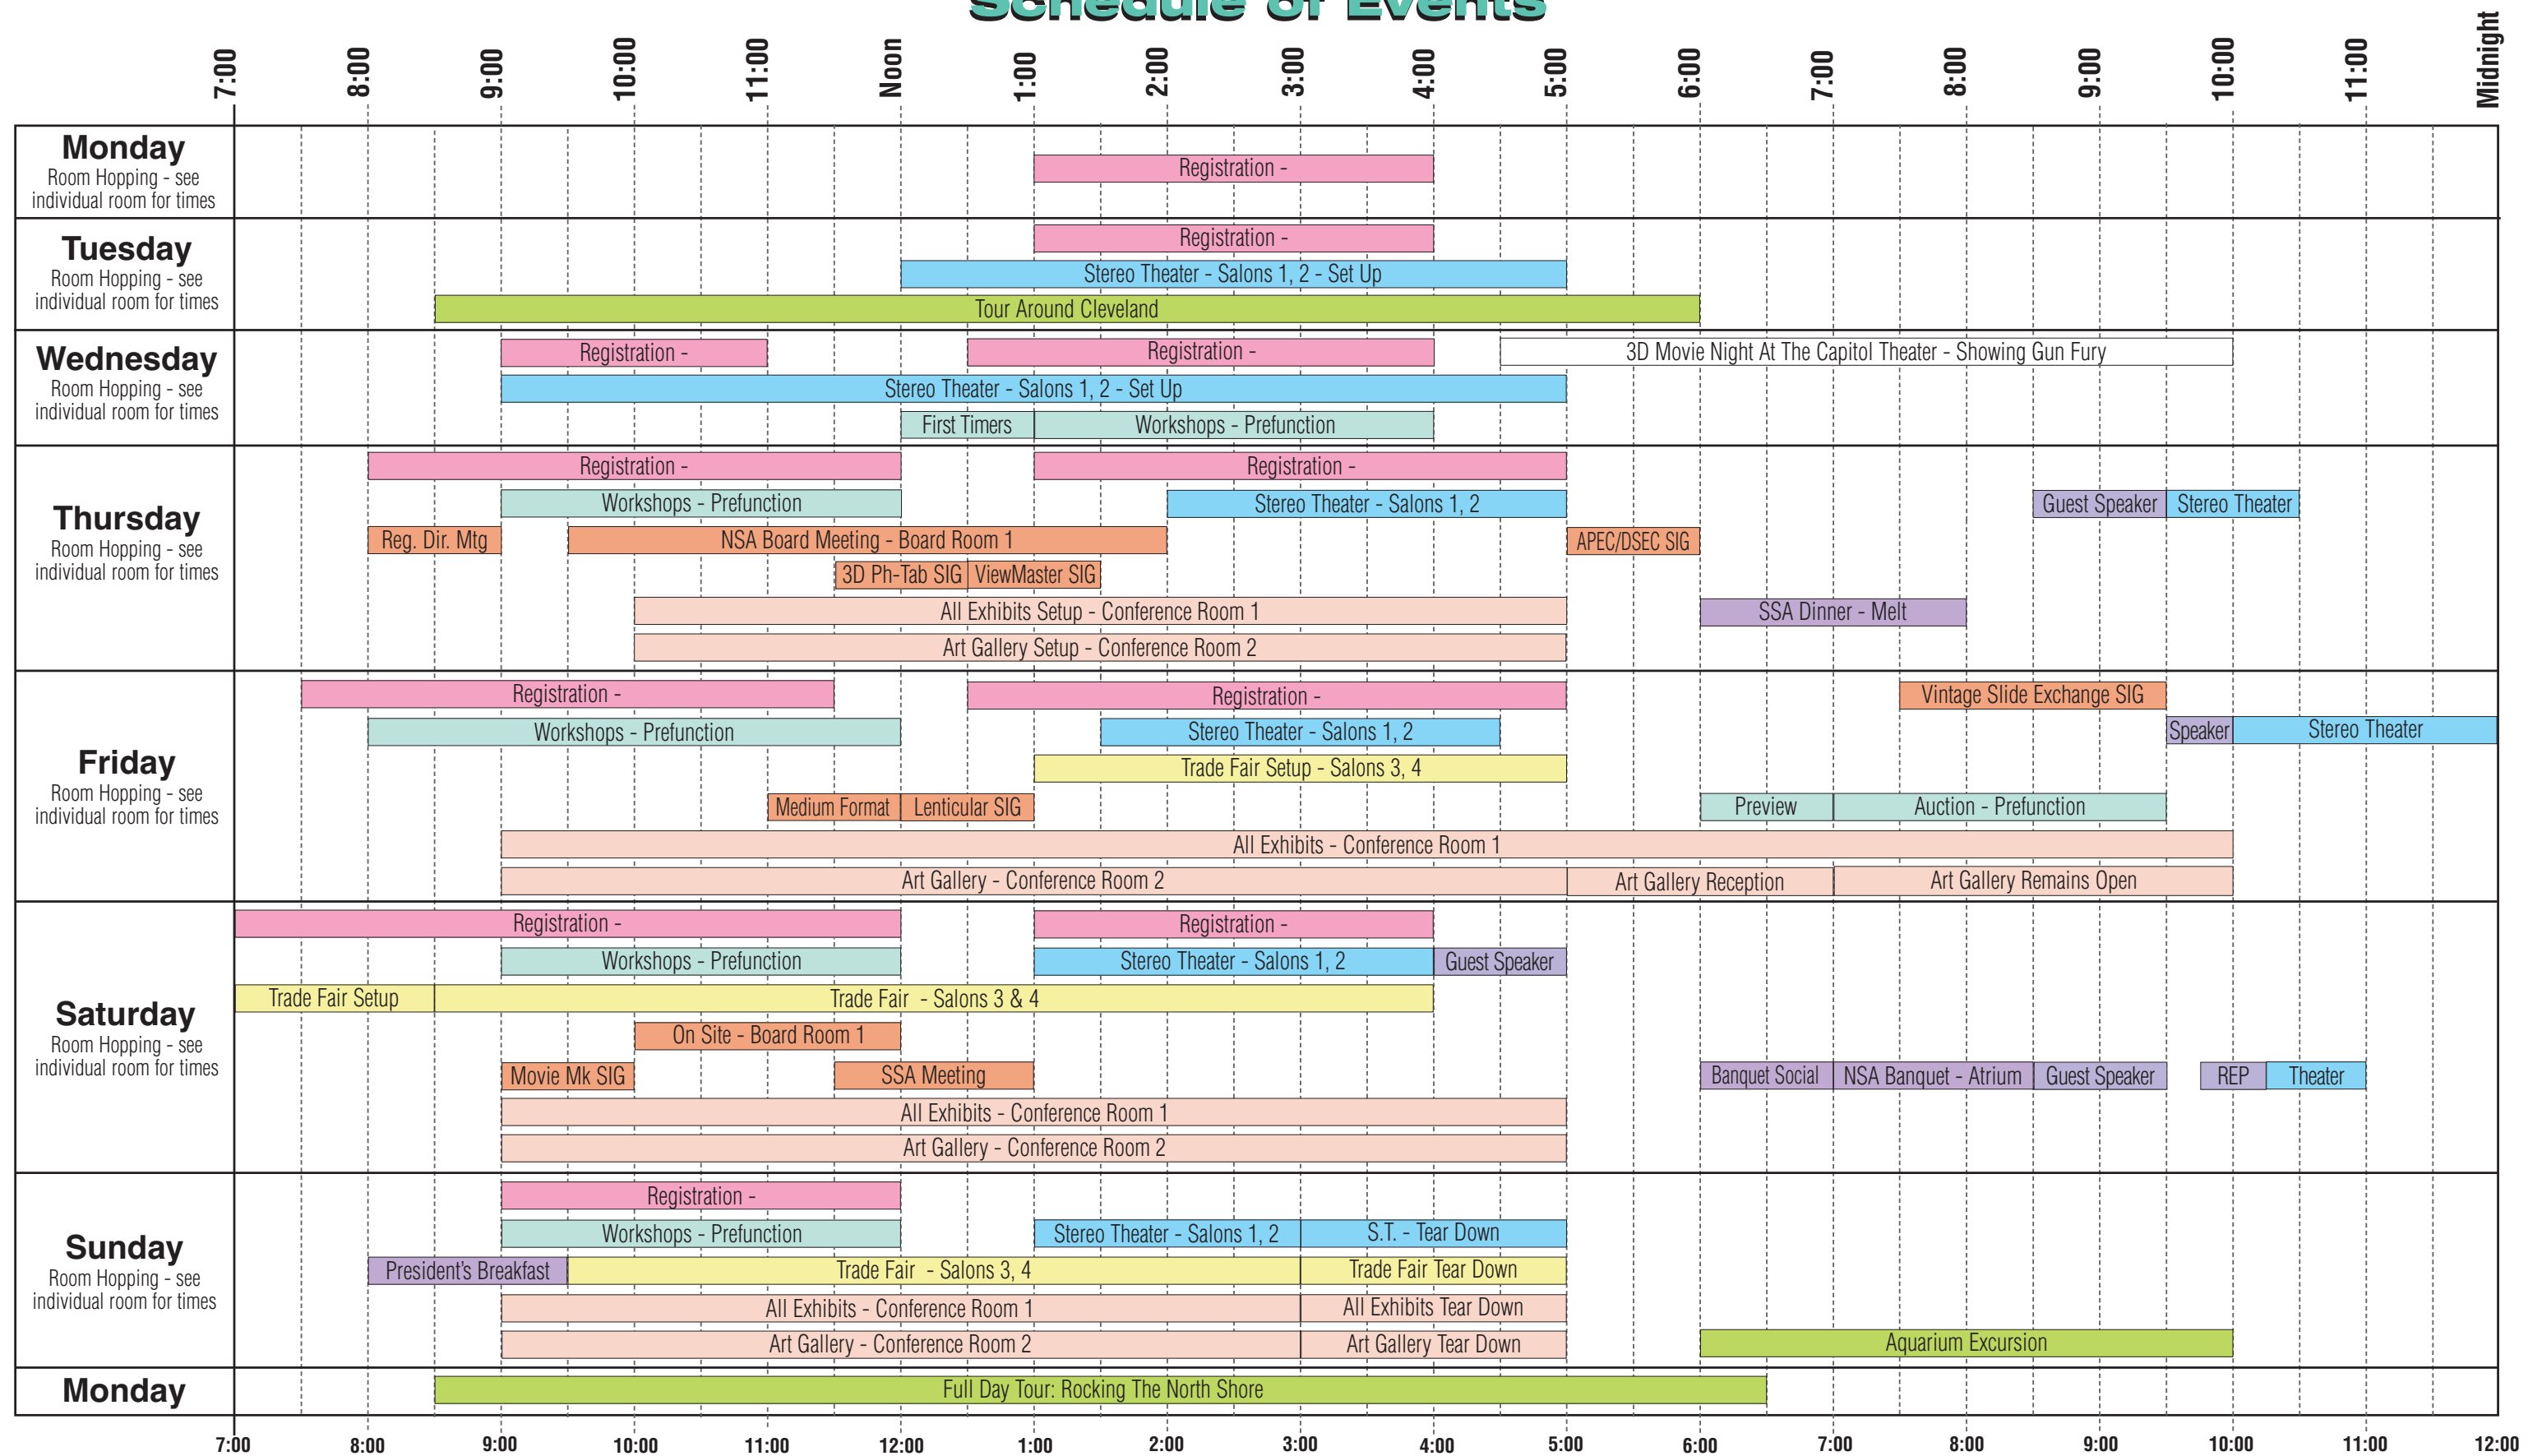 Schedule of Events
7:00 8:00 9:00 10:00 11:00 Noon 1:00 2:00 3:00 4:00 5:00 6:00 7:00 8:00 9:00 10:00 11:00 Midnight
Monday
Room Hopping - see
individual room for times
Registration -
Tuesday
Room Hopping - see
individual room for times
Registration -
Stereo Theater - Salons 1, 2 - Set Up
Tour Around Cleveland
Wednesday
Room Hopping - see
individual room for times
Registration - Registration - 3D Movie Night At The Capitol Theater - Showing Gun Fury
Stereo Theater - Salons 1, 2 - Set Up
First Timers Workshops - Prefunction
Thursday
Room Hopping - see
individual room for times
Registration - Registration -
Workshops - Prefunction Stereo Theater - Salons 1, 2 Guest Speaker Stereo Theater
Reg. Dir. Mtg NSA Board Meeting - Board Room 1 APEC/DSEC SIG
3D Ph-Tab SIG ViewMaster SIG
All Exhibits Setup - Conference Room 1 SSA Dinner - Melt
Art Gallery Setup - Conference Room 2
Friday
Room Hopping - see
individual room for times
Registration - Registration - Vintage Slide Exchange SIG
Workshops - Prefunction Stereo Theater - Salons 1, 2 Speaker Stereo Theater
Trade Fair Setup - Salons 3, 4
Medium Format Lenticular SIG Preview Auction - Prefunction
All Exhibits - Conference Room 1
Art Gallery - Conference Room 2 Art Gallery Reception Art Gallery Remains Open
Saturday
Room Hopping - see
individual room for times
Registration - Registration -
Workshops - Prefunction Stereo Theater - Salons 1, 2 Guest Speaker
Trade Fair Setup Trade Fair - Salons 3 & 4
On Site - Board Room 1
Movie Mk SIG SSA Meeting Banquet Social NSA Banquet - Atrium Guest Speaker REP Theater
All Exhibits - Conference Room 1
Art Gallery - Conference Room 2
Sunday
Room Hopping - see
individual room for times
Registration -
Workshops - Prefunction Stereo Theater - Salons 1, 2 S.T. - Tear Down
President's Breakfast Trade Fair - Salons 3, 4 Trade Fair Tear Down
All Exhibits - Conference Room 1 All Exhibits Tear Down
Art Gallery - Conference Room 2 Art Gallery Tear Down Aquarium Excursion
Monday
Full Day Tour: Rocking The North Shore
7:00 8:00 9:00 10:00 11:00 12:00 1:00 2:00 3:00 4:00 5:00 6:00 7:00 8:00 9:00 10:00 11:00 12:00